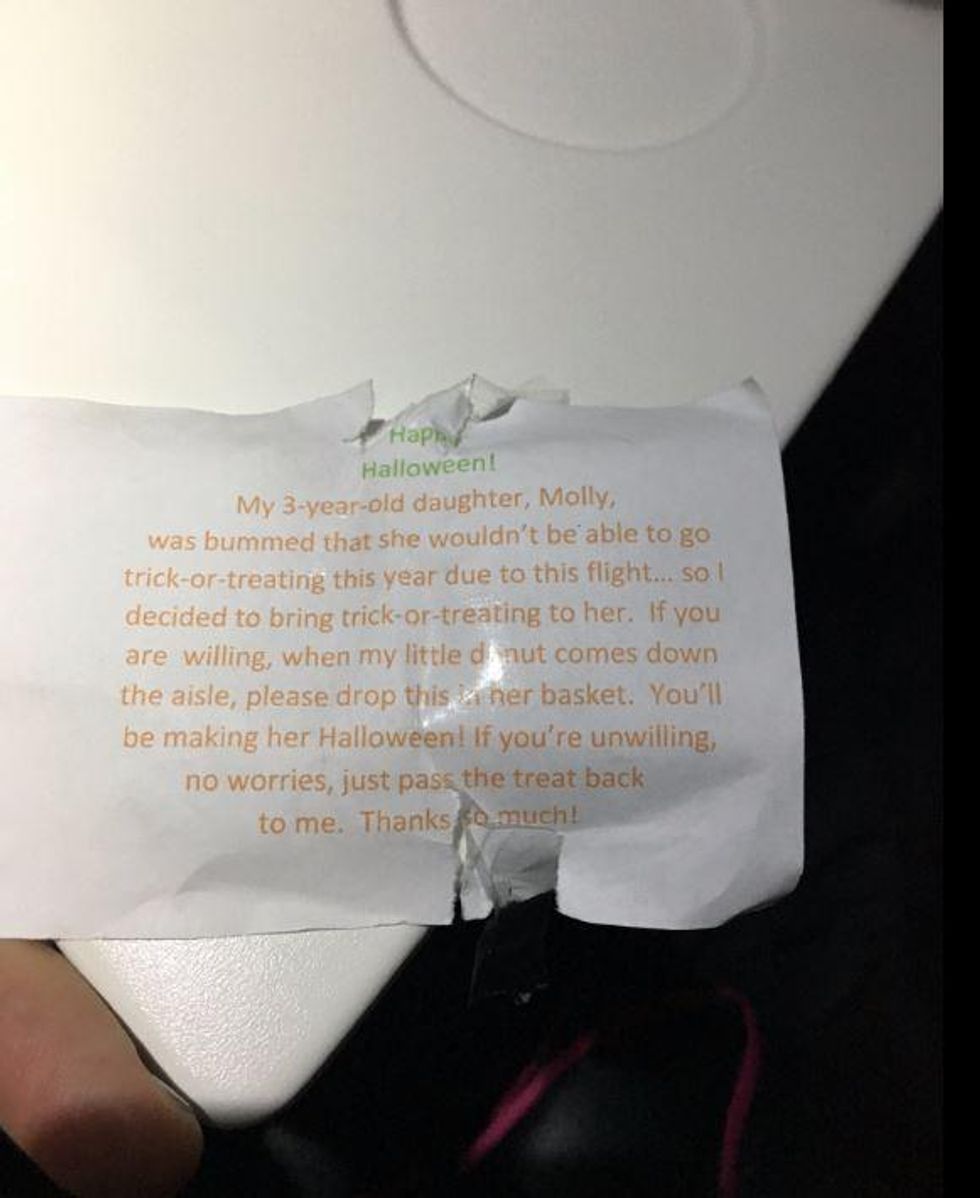 Happy
Halloween!
My 3-year-old daughter, Molly,
was bummed that she wouldn't be able to go
trick-or-treating this year due to this flight... so I
decided to bring trick-or-treating to her. If you
are willing, when my little donut comes down
the aisle, please drop this in her basket. You'll
be making her Halloween! If you're unwilling,
no worries, just pass the treat back
to me. Thanks so much!